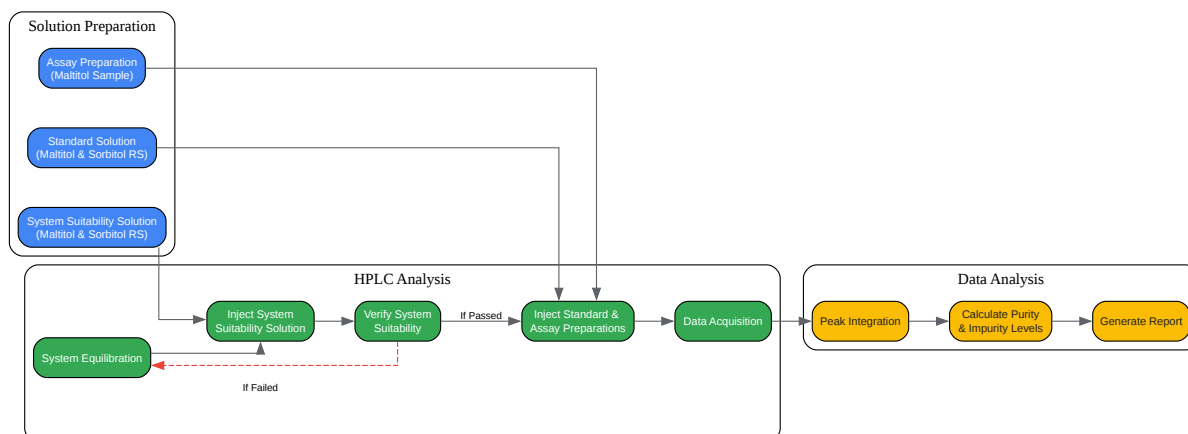 Solution Preparation
Assay Preparation
(Maltitol Sample)
Standard Solution
(Maltitol & Sorbitol RS)
System Suitability Solution
(Maltitol & Sorbitol RS)
HPLC Analysis
Inject System
Suitability Solution
Verify System
Suitability
If Passed
Inject Standard &
Assay Preparations
Data Acquisition
System Equilibration
If Failed
Data Analysis
Peak Integration
Calculate Purity
& Impurity Levels
Generate Report